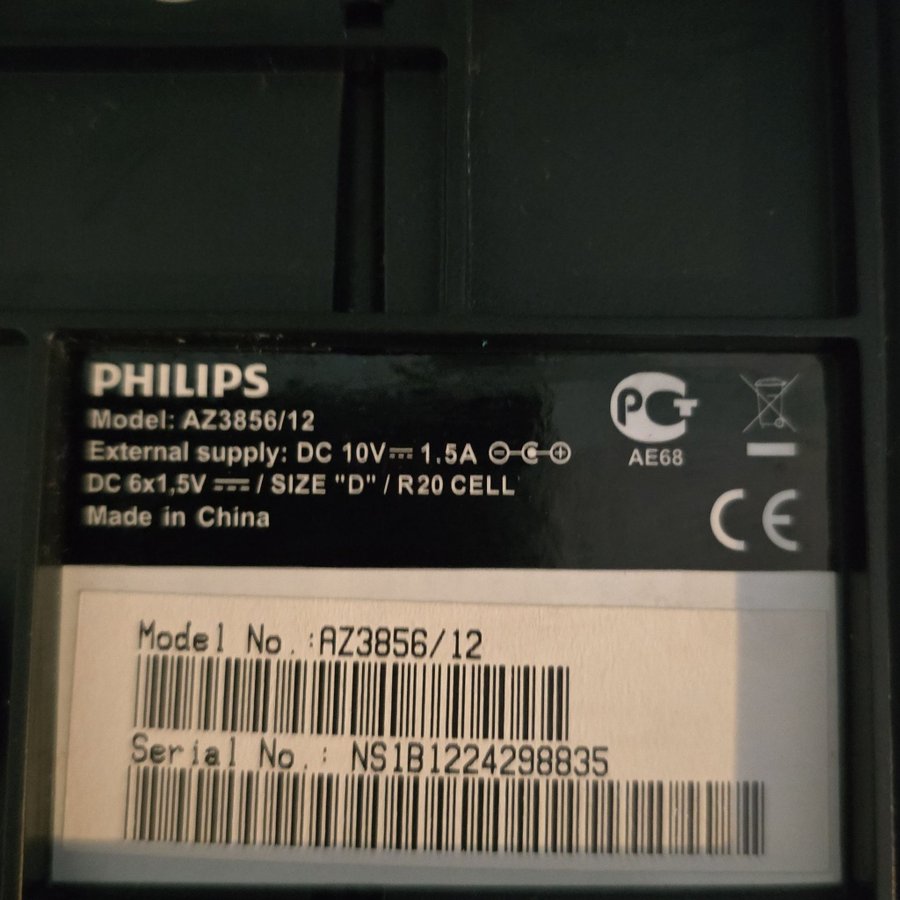 PHILIPS
Model: AZ3856/12
External supply: DC 10V⎓ 1.5A
DC 6x1,5V ⎓ / SIZE "D" / R20 CELL
Made in China
PCT
AE68
CE
Model No.:AZ3856/12
Serial No.: NS1B1224298835